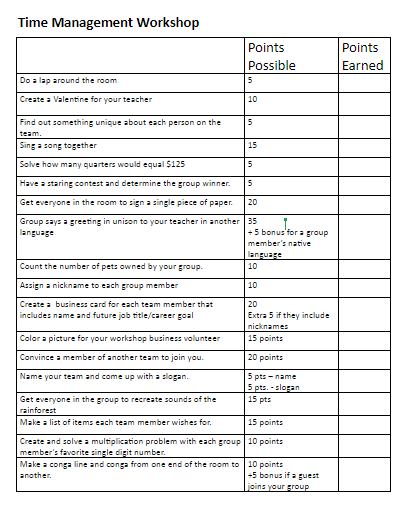 Time Management Workshop
Points Possible
Points Earned
Do a lap around the room 5
Create a Valentine for your teacher 10
Find out something unique about each person on the team. 5
Sing a song together 15
Solve how many quarters would equal $125 5
Have a staring contest and determine the group winner. 5
Get everyone in the room to sign a single piece of paper. 20
Group says a greeting in unison to your teacher in another language 35
+ 5 bonus for a group member's native language
Count the number of pets owned by your group. 10
Assign a nickname to each group member 10
Create a business card for each team member that includes name and future job title/career goal 20
Extra 5 if they include nicknames
Color a picture for your workshop business volunteer 15 points
Convince a member of another team to join you. 20 points
Name your team and come up with a slogan. 5 pts – name
5 pts. - slogan
Get everyone in the group to recreate sounds of the rainforest 15 pts
Make a list of items each team member wishes for. 15 points
Create and solve a multiplication problem with each group member's favorite single digit number. 10 points
Make a conga line and conga from one end of the room to another. 10 points
+5 bonus if a guest joins your group